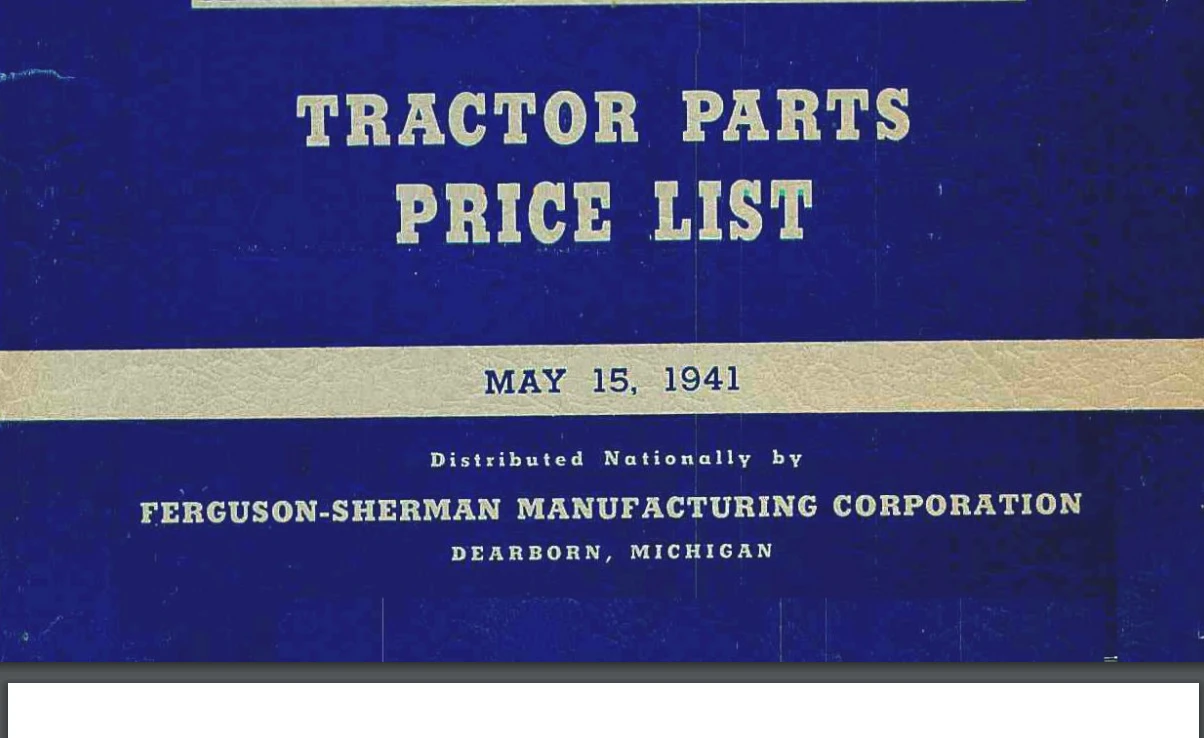 TRACTOR PARTS
PRICE LIST
MAY 15, 1941
Distributed Nationally by
FERGUSON-SHERMAN MANUFACTURING CORPORATION
DEARBORN, MICHIGAN